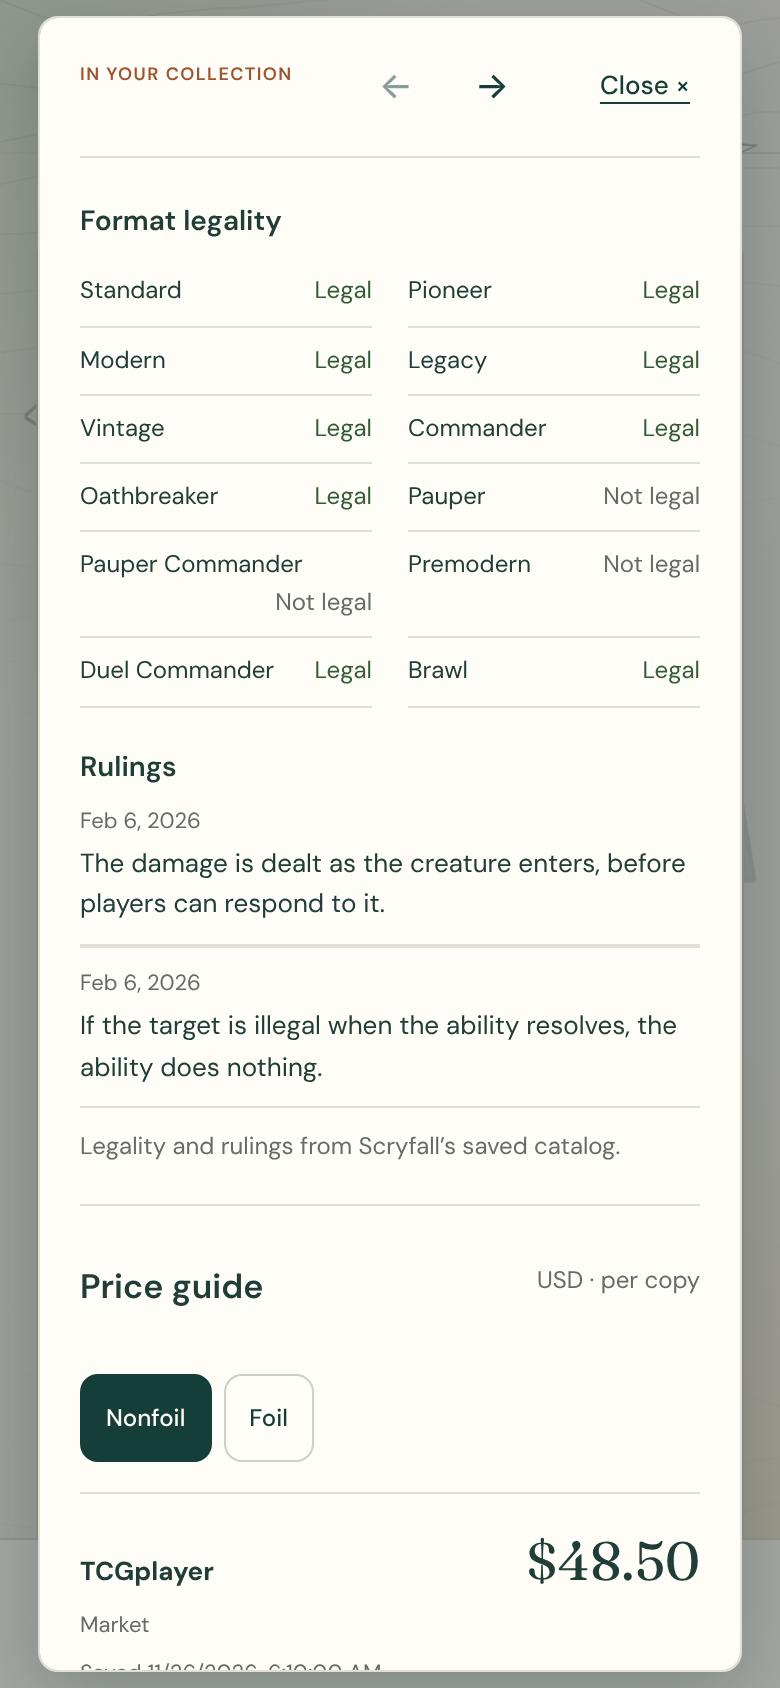 IN YOUR COLLECTION
← → Close ×
Format legality
Standard Legal Pioneer Legal
Modern Legal Legacy Legal
Vintage Legal Commander Legal
Oathbreaker Legal Pauper Not legal
Pauper Commander Premodern Not legal
Not legal
Duel Commander Legal Brawl Legal
Rulings
Feb 6, 2026
The damage is dealt as the creature enters, before
players can respond to it.
Feb 6, 2026
If the target is illegal when the ability resolves, the
ability does nothing.
Legality and rulings from Scryfall’s saved catalog.
Price guide USD · per copy
Nonfoil Foil
TCGplayer $48.50
Market
Saved 11/26/2026